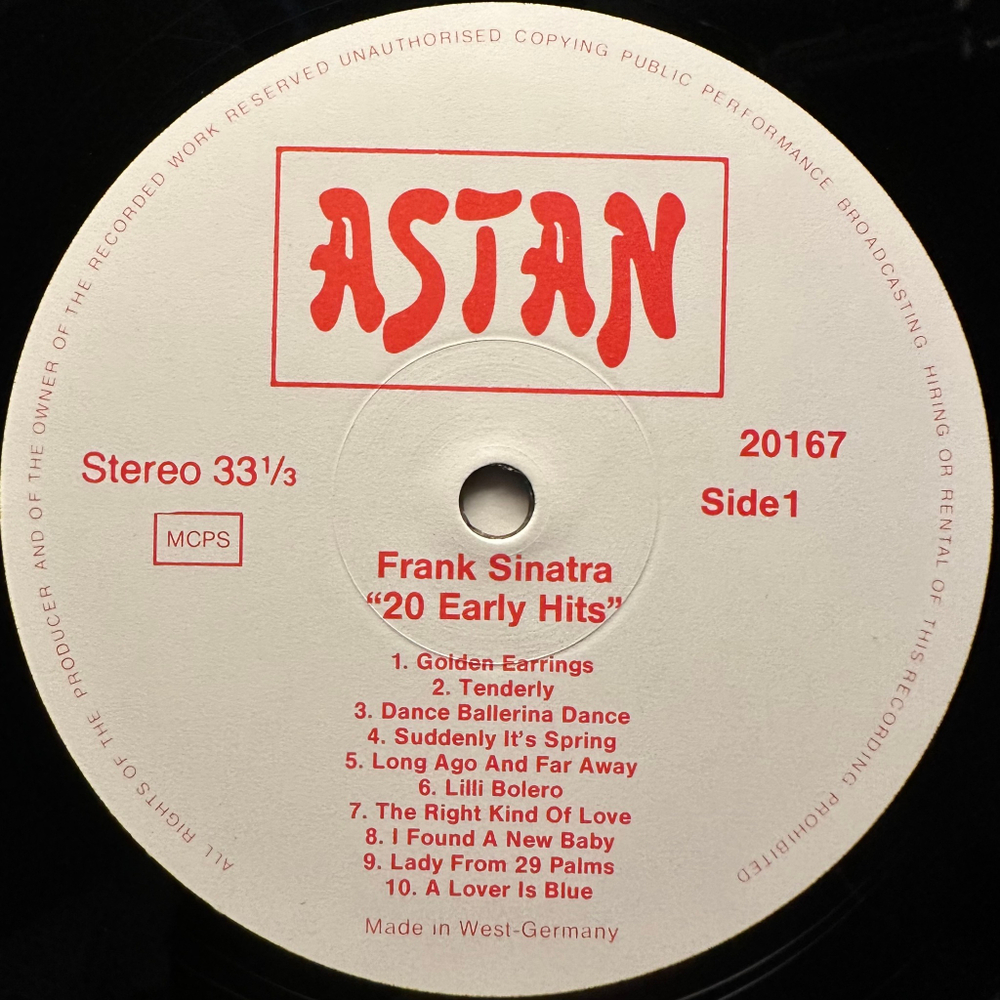 ALL RIGHTS OF THE PRODUCER AND OF THE OWNER OF THE RECORDED WORK RESERVED UNAUTHORISED COPYING PUBLIC PERFORMANCE BROADCASTING HIRING OR RENTAL OF THIS RECORDING PROHIBITED
ASTAN
Stereo 33⅓
MCPS
20167
Side 1
Frank Sinatra
“20 Early Hits”
1. Golden Earrings
2. Tenderly
3. Dance Ballerina Dance
4. Suddenly It's Spring
5. Long Ago And Far Away
6. Lilli Bolero
7. The Right Kind Of Love
8. I Found A New Baby
9. Lady From 29 Palms
10. A Lover Is Blue
Made in West-Germany